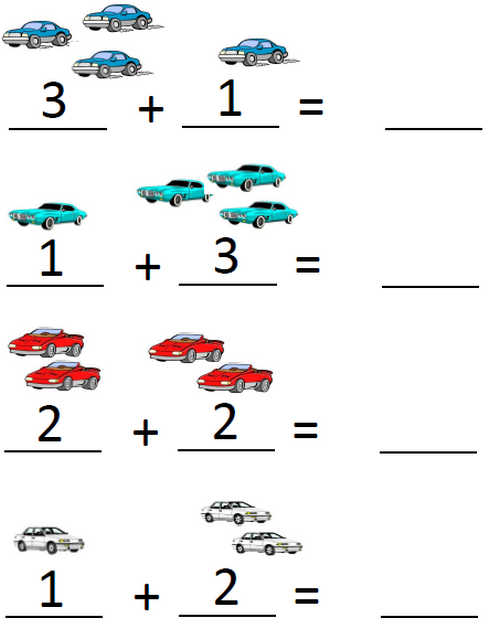 3 + 1 =
1 + 3 =
2 + 2 =
1 + 2 =